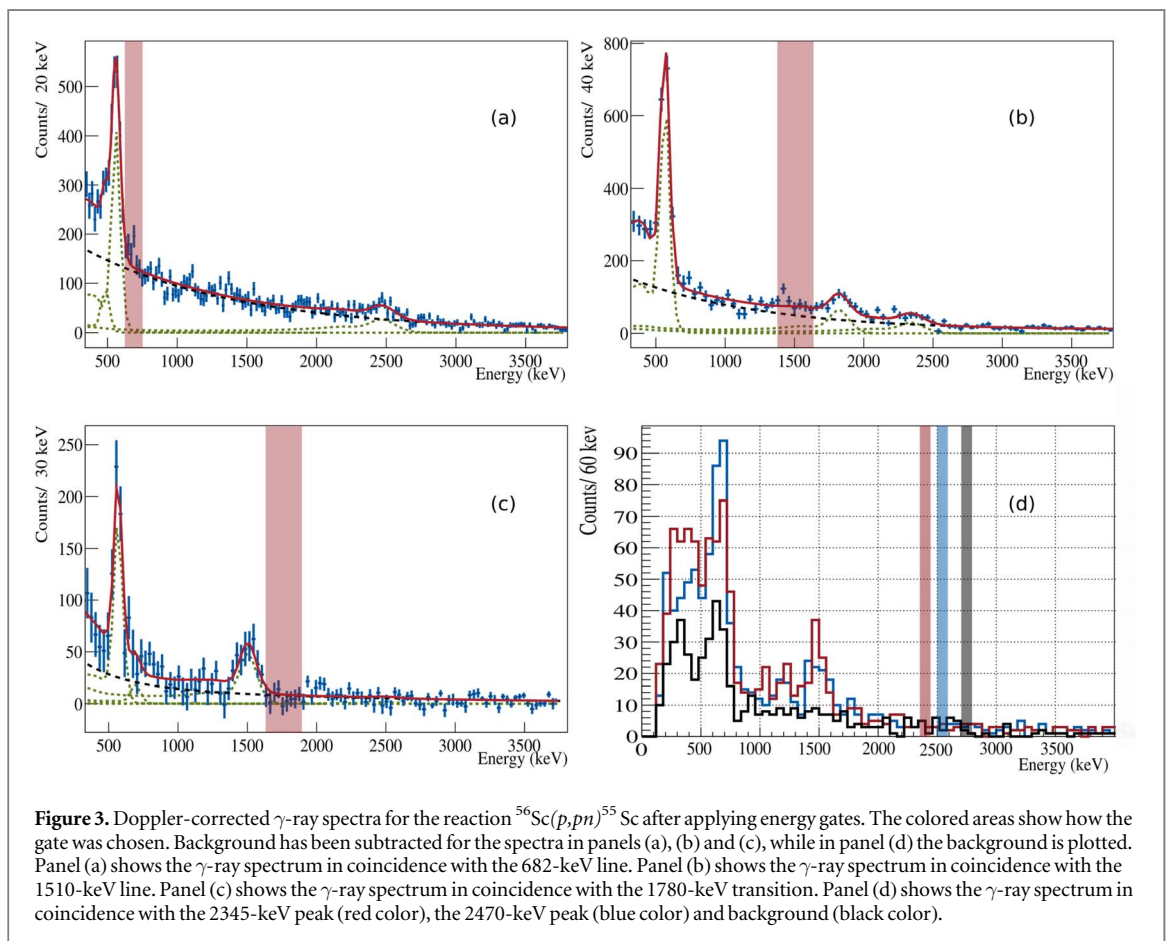 Counts/ 20 keV
500
400
300
200
100
0
(a)
500 1000 1500 2000 2500 3000 3500
Energy (keV)
Counts/ 40 keV
800
600
400
200
0
(b)
500 1000 1500 2000 2500 3000 3500
Energy (keV)
Counts/ 30 keV
250
200
150
100
50
0
(c)
500 1000 1500 2000 2500 3000 3500
Energy (keV)
Counts/ 60 kev
90
80
70
60
50
40
30
20
10
0
(d)
0 500 1000 1500 2000 2500 3000 3500
Energy (keV)
Figure 3. Doppler-corrected γ-ray spectra for the reaction ⁵⁶Sc(p,pn)⁵⁵ Sc after applying energy gates. The colored areas show how the
gate was chosen. Background has been subtracted for the spectra in panels (a), (b) and (c), while in panel (d) the background is plotted.
Panel (a) shows the γ-ray spectrum in coincidence with the 682-keV line. Panel (b) shows the γ-ray spectrum in coincidence with the
1510-keV line. Panel (c) shows the γ-ray spectrum in coincidence with the 1780-keV transition. Panel (d) shows the γ-ray spectrum in
coincidence with the 2345-keV peak (red color), the 2470-keV peak (blue color) and background (black color).